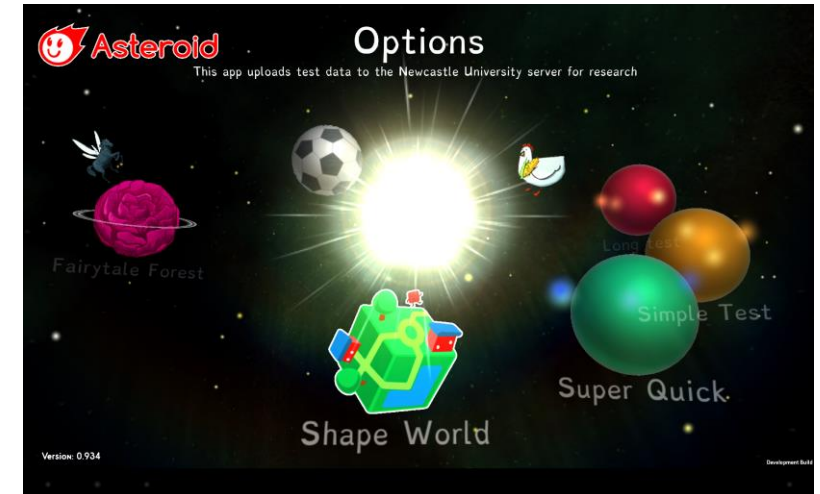 Asteroid
Options
This app uploads test data to the Newcastle University server for research
Fairytale Forest
Long test
Simple Test
Super Quick
Shape World
Version: 0.934
Development Build